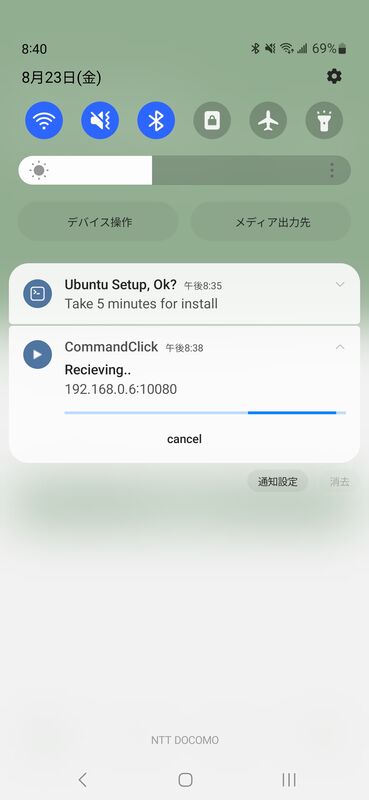 8:40
69%
8月23日(金)
デバイス操作
メディア出力先
Ubuntu Setup, Ok? 午後8:35
Take 5 minutes for install
CommandClick 午後8:38
Recieving..
192.168.0.6:10080
cancel
通知設定
消去
NTT DOCOMO